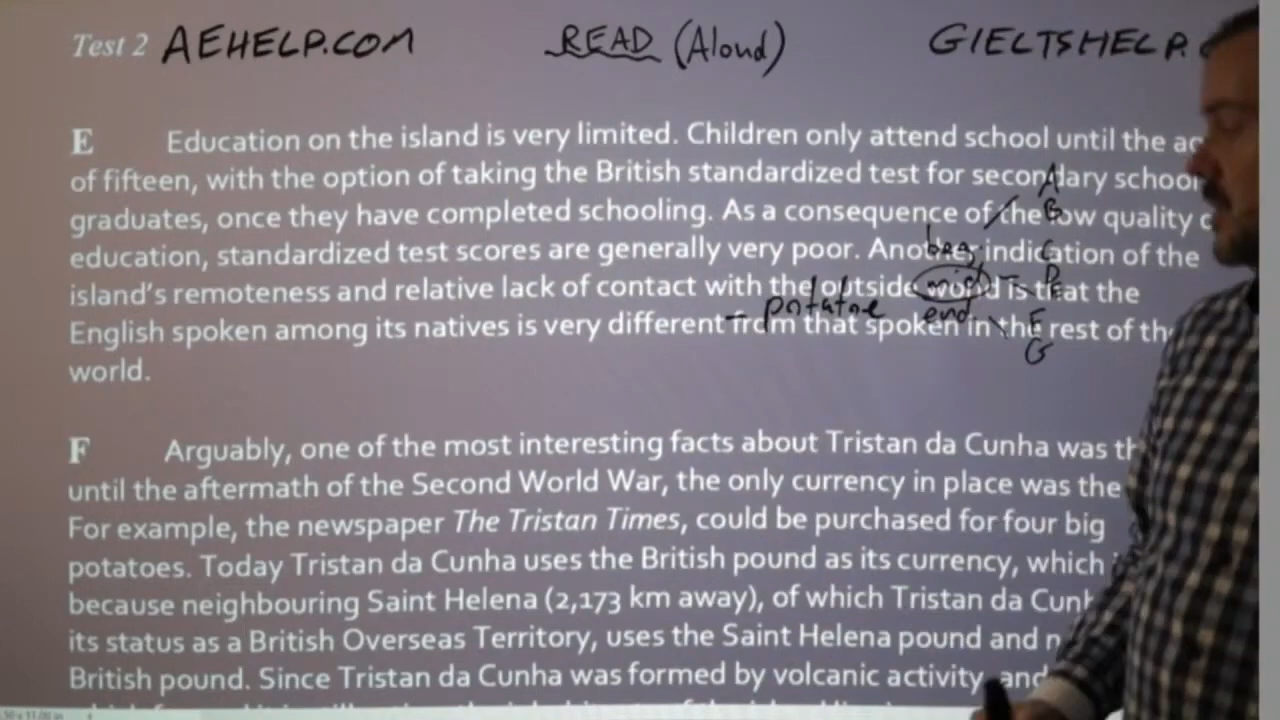 Test 2 AEHELP.COM READ (Aloud) GIELTSHELP.
E Education on the island is very limited. Children only attend school until the
of fifteen, with the option of taking the British standardized test for secondary school
graduates, once they have completed schooling. As a consequence of the low quality
education, standardized test scores are generally very poor. Another indication of the
island's remoteness and relative lack of contact with the outside world is that the
English spoken among its natives is very different from that spoken in the rest of
world.
A
B
C
D
E
F
G
beg.
mid
end
- potatoe
F Arguably, one of the most interesting facts about Tristan da Cunha was
until the aftermath of the Second World War, the only currency in place was the
For example, the newspaper The Tristan Times, could be purchased for four big
potatoes. Today Tristan da Cunha uses the British pound as its currency, which
because neighbouring Saint Helena (2,173 km away), of which Tristan da
its status as a British Overseas Territory, uses the Saint Helena pound and
British pound. Since Tristan da Cunha was formed by volcanic activity, and